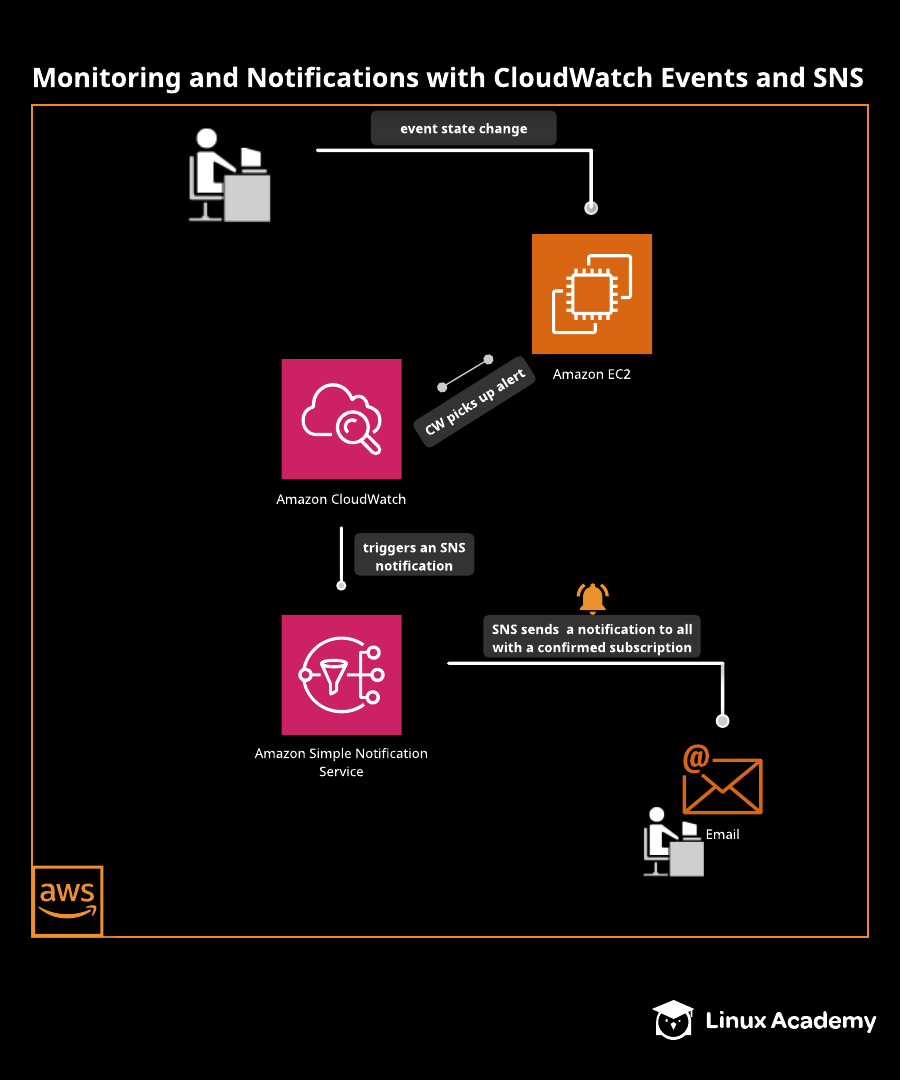 Monitoring and Notifications with CloudWatch Events and SNS
event state change
Amazon EC2
CW picks up alert
Amazon CloudWatch
triggers an SNS
notification
SNS sends  a notification to all
with a confirmed subscription
Amazon Simple Notification
Service
@
Email
aws
Linux Academy